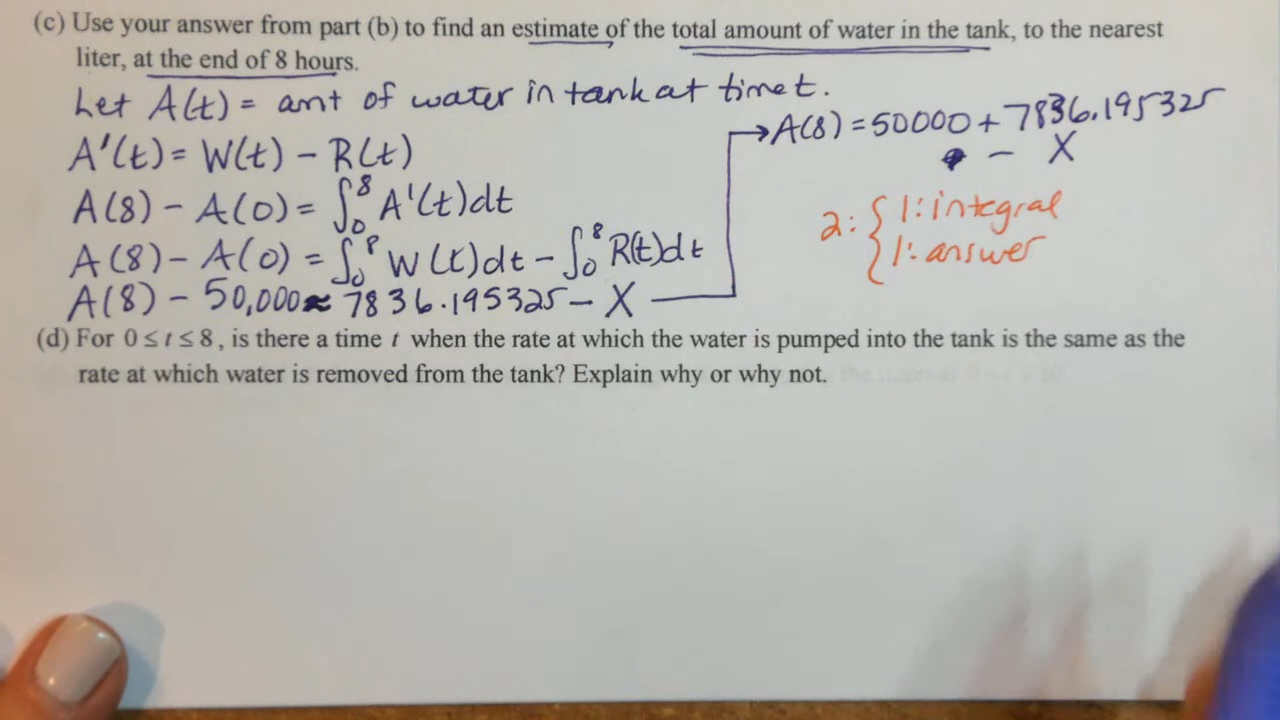 (c) Use your answer from part (b) to find an estimate of the total amount of water in the tank, to the nearest
liter, at the end of 8 hours.
Let A(t) = amt of water in tank at time t.
A'(t) = W(t) − R(t)
A(8) − A(0) = ∫₀⁸ A'(t)dt
A(8) − A(0) = ∫₀⁸ W(t)dt − ∫₀⁸ R(t)dt
A(8) − 50,000 ≈ 7836.195325 − X
→ A(8) = 50000 + 7836.195325
− X
2: { 1: integral
1: answer
(d) For 0 ≤ t ≤ 8, is there a time t when the rate at which the water is pumped into the tank is the same as the
rate at which water is removed from the tank? Explain why or why not.